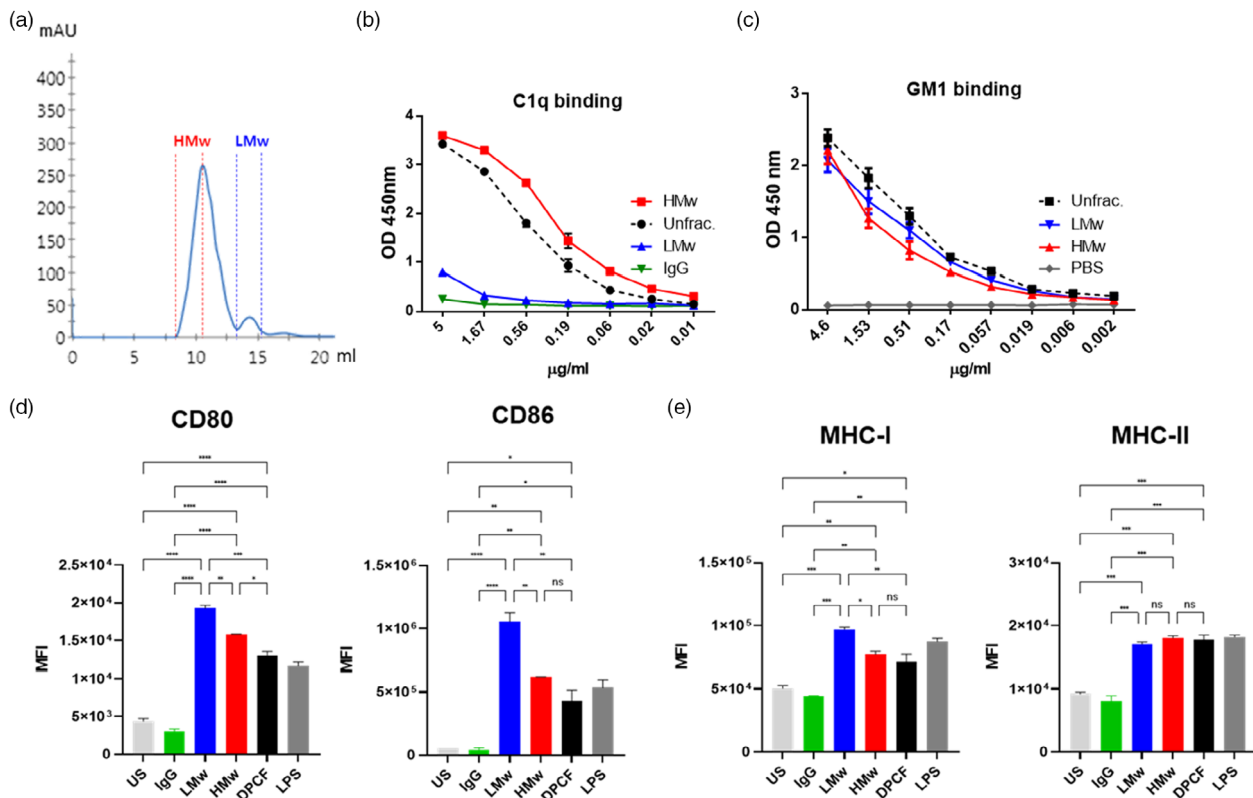 (a)
mAU
400
350
300
250
200
150
100
50
0
HMw
LMw
0
5
10
15
20
ml
(b)
C1q binding
OD 450nm
4
3
2
1
0
HMw
Unfrac.
LMw
IgG
5
1.67
0.56
0.19
0.06
0.02
0.01
µg/ml
(c)
GM1 binding
OD 450 nm
3
2
1
0
Unfrac.
LMw
HMw
PBS
4.6
1.53
0.51
0.17
0.057
0.019
0.006
0.002
µg/ml
(d)
CD80
****
****
****
****
**** ***
**** ** *
MFI
2.5×10⁴
2×10⁴
1.5×10⁴
1×10⁴
5×10³
0
US
IgG
LMw
HMw
DPCF
LPS
CD86
*
*
**
**
**** **
**** ** ns
MFI
1.5×10⁶
1×10⁶
5×10⁵
0
US
IgG
LMw
HMw
DPCF
LPS
(e)
MHC-I
*
**
**
**
*** **
*** * ns
MFI
1.5×10⁵
1×10⁵
5×10⁴
0
US
IgG
LMw
HMw
DPCF
LPS
MHC-II
***
***
***
***
***
*** ns ns
MFI
3×10⁴
2×10⁴
1×10⁴
0
US
IgG
LMw
HMw
DPCF
LPS